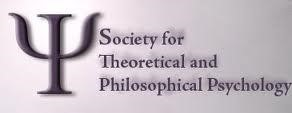 Ψ
Society for
Theoretical and
Philosophical Psychology